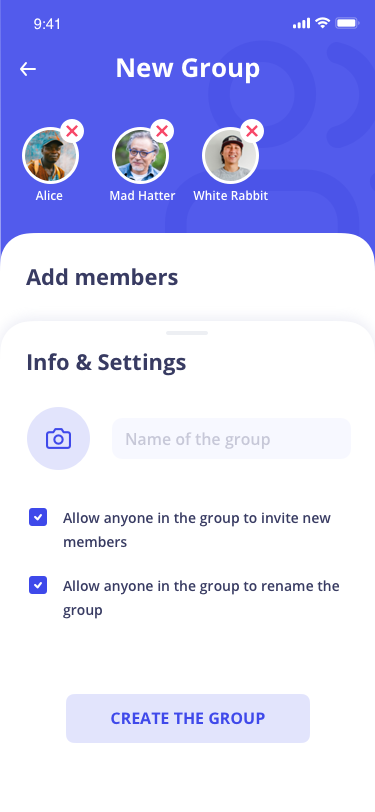 9:41
New Group
Alice
Mad Hatter
White Rabbit
Add members
Info & Settings
Name of the group
Allow anyone in the group to invite new
members
Allow anyone in the group to rename the
group
CREATE THE GROUP